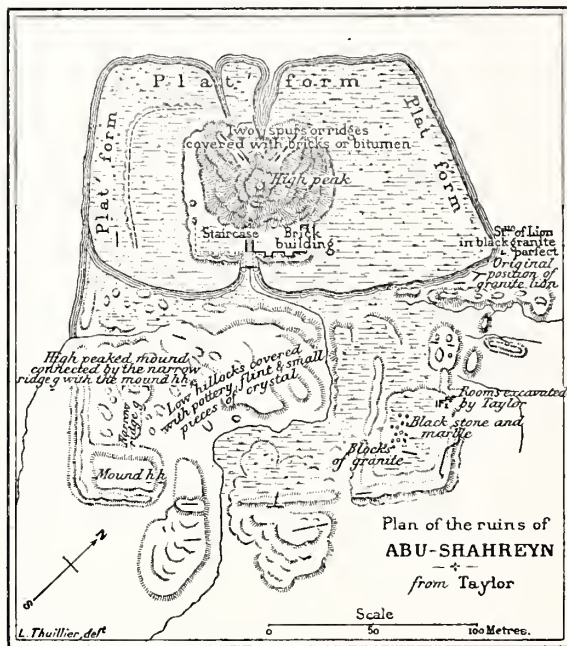 Plat form
Plat form
Plat form
Two spurs or ridges
covered with bricks or bitumen
High peak
Staircase
Brick
building
Stue of Lion
in black granite
perfect
Original
position of
granite lion
High peaked mound
connected by the narrow
ridge g with the mound hh
Narrow
ridge g
Low hillocks covered
with pottery, flint & small
pieces of crystal
Mound hh
Rooms excavated
by Taylor
Black stone and
marble
Blocks
of granite
Plan of the ruins of
ABU-SHAHREYN
from Taylor
N
S
Scale
0 50 100 Metres.
L. Thuillier, delt